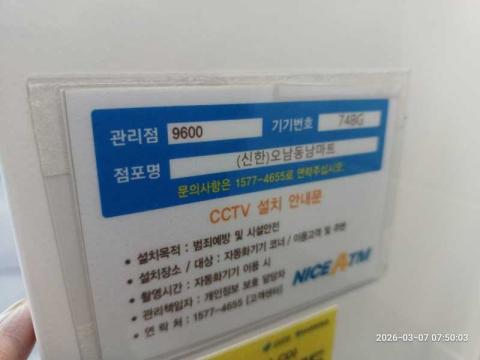 관리점 9600 기기번호 748G
점포명 (신한)오남동남마트
문의사항은 1577-4655로 연락주십시오.
CCTV 설치 안내문
• 설치목적 : 범죄예방 및 시설안전
• 설치장소 / 대상 : 자동화기기 코너 / 이용고객 및 주변
• 촬영시간 : 자동화기기 이용 시
• 관리책임자 : 개인정보 보호 담당자
• 연 락 처 : 1577-4655 [고객센터]
NICE ATM
2026-03-07 07:50:03